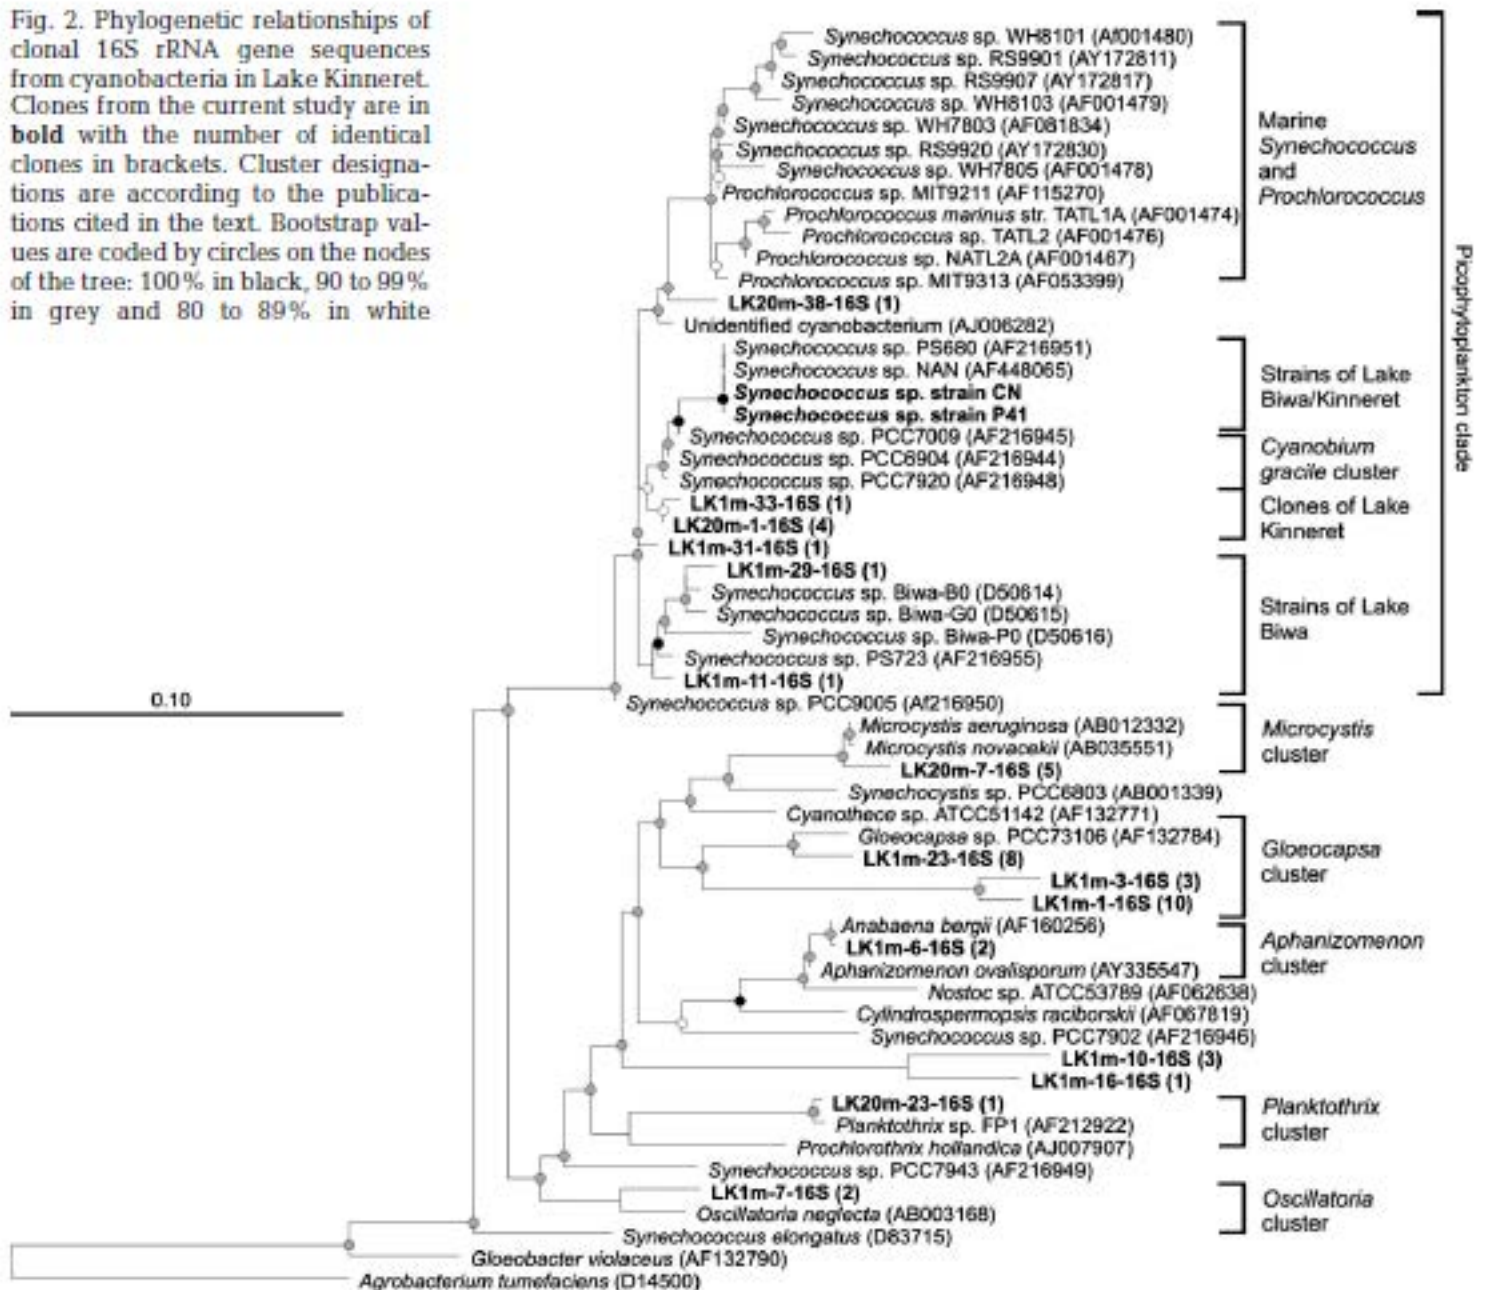 Fig. 2. Phylogenetic relationships of
clonal 16S rRNA gene sequences
from cyanobacteria in Lake Kinneret.
Clones from the current study are in
bold with the number of identical
clones in brackets. Cluster designa-
tions are according to the publica-
tions cited in the text. Bootstrap val-
ues are coded by circles on the nodes
of the tree: 100% in black, 90 to 99%
in grey and 80 to 89% in white
Synechococcus sp. WH8101 (Af001480)
Synechococcus sp. RS9901 (AY172811)
Synechococcus sp. RS9907 (AY172817)
Synechococcus sp. WH8103 (AF001479)
Synechococcus sp. WH7803 (AF081834)
Synechococcus sp. RS9920 (AY172830)
Synechococcus sp. WH7805 (AF001478)
Prochlorococcus sp. MIT9211 (AF115270)
Prochlorococcus marinus str. TATL1A (AF001474)
Prochlorococcus sp. TATL2 (AF001476)
Prochlorococcus sp. NATL2A (AF001467)
Prochlorococcus sp. MIT9313 (AF053399)
Marine
Synechococcus
and
Prochlorococcus
LK20m-38-16S (1)
Unidentified cyanobacterium (AJ006282)
Synechococcus sp. PS680 (AF216951)
Synechococcus sp. NAN (AF448065)
Synechococcus sp. strain CN
Synechococcus sp. strain P41
Strains of Lake
Biwa/Kinneret
Synechococcus sp. PCC7009 (AF216945)
Synechococcus sp. PCC6904 (AF216944)
Synechococcus sp. PCC7920 (AF216948)
Cyanobium
gracile cluster
LK1m-33-16S (1)
LK20m-1-16S (4)
LK1m-31-16S (1)
Clones of Lake
Kinneret
LK1m-29-16S (1)
Synechococcus sp. Biwa-B0 (D50614)
Synechococcus sp. Biwa-G0 (D50615)
Synechococcus sp. Biwa-P0 (D50616)
Synechococcus sp. PS723 (AF216955)
LK1m-11-16S (1)
Strains of Lake
Biwa
Picophytoplankton clade
0.10
Synechococcus sp. PCC9005 (Af216950)
Microcystis aeruginosa (AB012332)
Microcystis novacekii (AB035551)
LK20m-7-16S (5)
Microcystis
cluster
Synechocystis sp. PCC6803 (AB001339)
Cyanothece sp. ATCC51142 (AF132771)
Gloeocapsa sp. PCC73106 (AF132784)
LK1m-23-16S (8)
LK1m-3-16S (3)
LK1m-1-16S (10)
Gloeocapsa
cluster
Anabaena bergii (AF160256)
LK1m-6-16S (2)
Aphanizomenon ovalisporum (AY335547)
Aphanizomenon
cluster
Nostoc sp. ATCC53789 (AF062638)
Cylindrospermopsis raciborskii (AF067819)
Synechococcus sp. PCC7902 (AF216946)
LK1m-10-16S (3)
LK1m-16-16S (1)
LK20m-23-16S (1)
Planktothrix sp. FP1 (AF212922)
Prochlorothrix hollandica (AJ007907)
Planktothrix
cluster
Synechococcus sp. PCC7943 (AF216949)
LK1m-7-16S (2)
Oscillatoria neglecta (AB003168)
Oscillatoria
cluster
Synechococcus elongatus (D83715)
Gloeobacter violaceus (AF132790)
Agrobacterium tumefaciens (D14500)